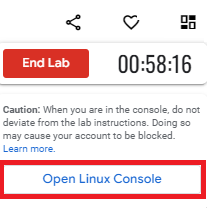 End Lab
00:58:16
Caution: When you are in the console, do not
deviate from the lab instructions. Doing so
may cause your account to be blocked.
Learn more.
Open Linux Console